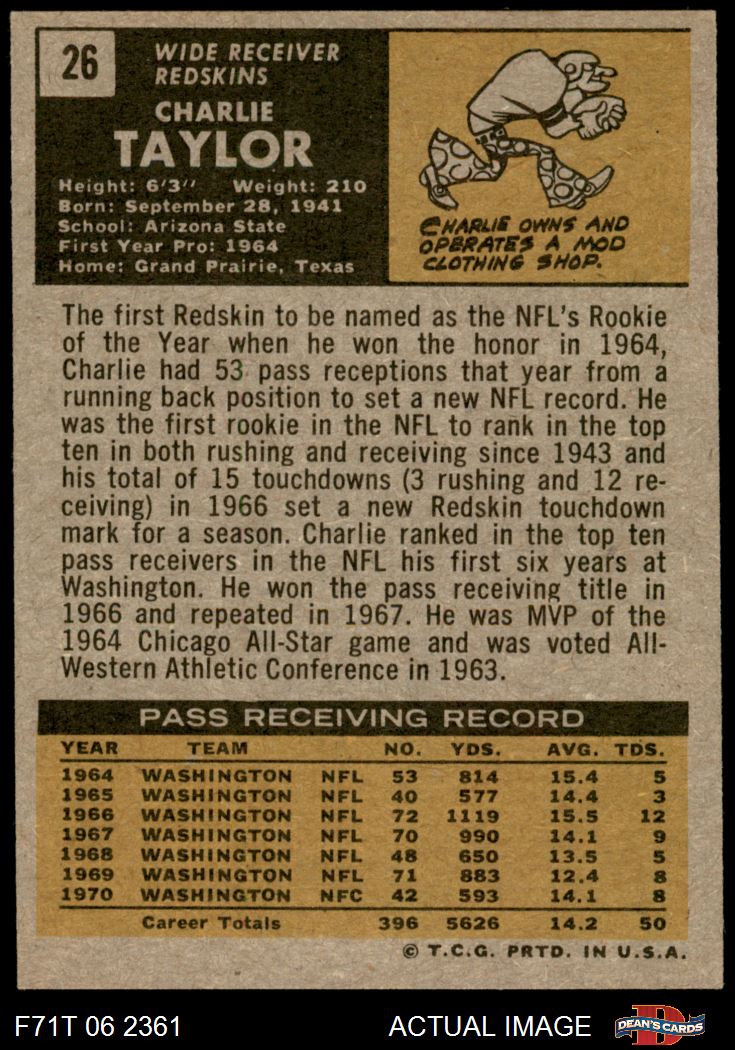 26
WIDE RECEIVER
REDSKINS
CHARLIE
TAYLOR
Height: 6'3" Weight: 210
Born: September 28, 1941
School: Arizona State
First Year Pro: 1964
Home: Grand Prairie, Texas
CHARLIE OWNS AND
OPERATES A MOD
CLOTHING SHOP.
The first Redskin to be named as the NFL's Rookie
of the Year when he won the honor in 1964,
Charlie had 53 pass receptions that year from a
running back position to set a new NFL record. He
was the first rookie in the NFL to rank in the top
ten in both rushing and receiving since 1943 and
his total of 15 touchdowns (3 rushing and 12 re-
ceiving) in 1966 set a new Redskin touchdown
mark for a season. Charlie ranked in the top ten
pass receivers in the NFL his first six years at
Washington. He won the pass receiving title in
1966 and repeated in 1967. He was MVP of the
1964 Chicago All-Star game and was voted All-
Western Athletic Conference in 1963.
PASS RECEIVING RECORD
YEAR TEAM NO. YDS. AVG. TDS.
1964 WASHINGTON NFL 53 814 15.4 5
1965 WASHINGTON NFL 40 577 14.4 3
1966 WASHINGTON NFL 72 1119 15.5 12
1967 WASHINGTON NFL 70 990 14.1 9
1968 WASHINGTON NFL 48 650 13.5 5
1969 WASHINGTON NFL 71 883 12.4 8
1970 WASHINGTON NFC 42 593 14.1 8
Career Totals 396 5626 14.2 50
© T.C.G. PRTD. IN U.S.A.
F71T 06 2361 ACTUAL IMAGE DEAN'S CARDS